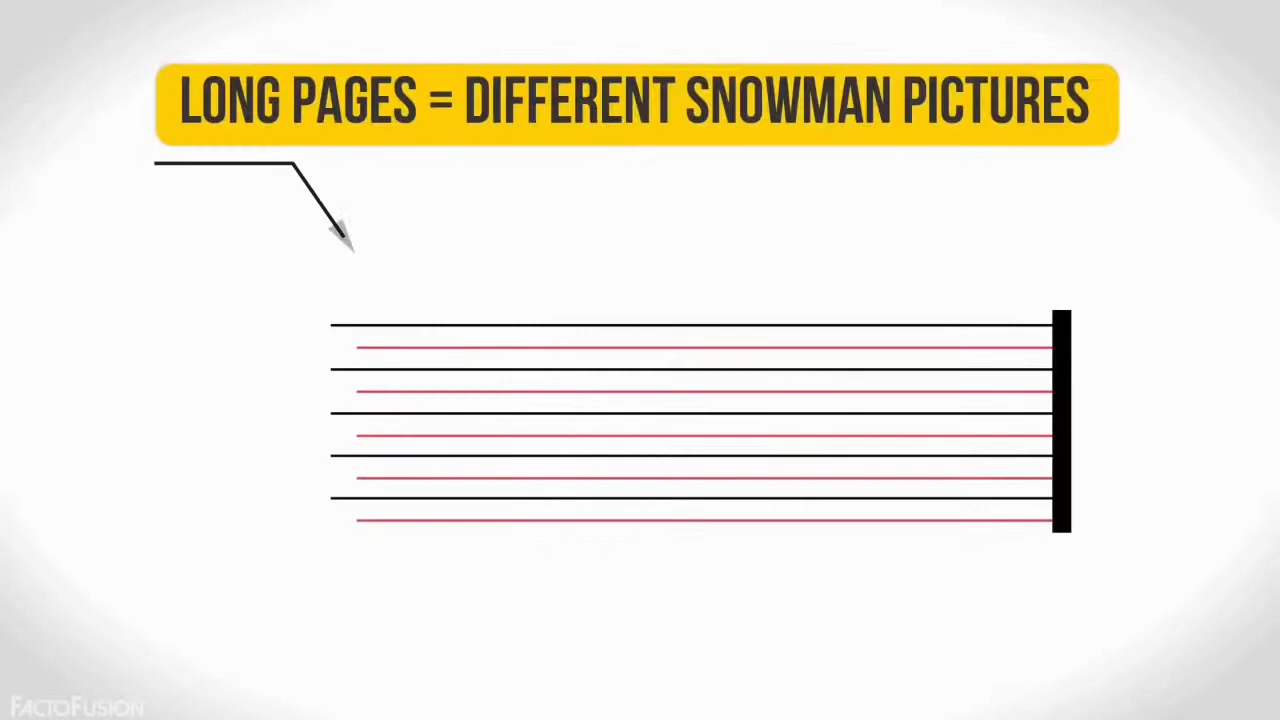 LONG PAGES = DIFFERENT SNOWMAN PICTURES
FACTOFUSION